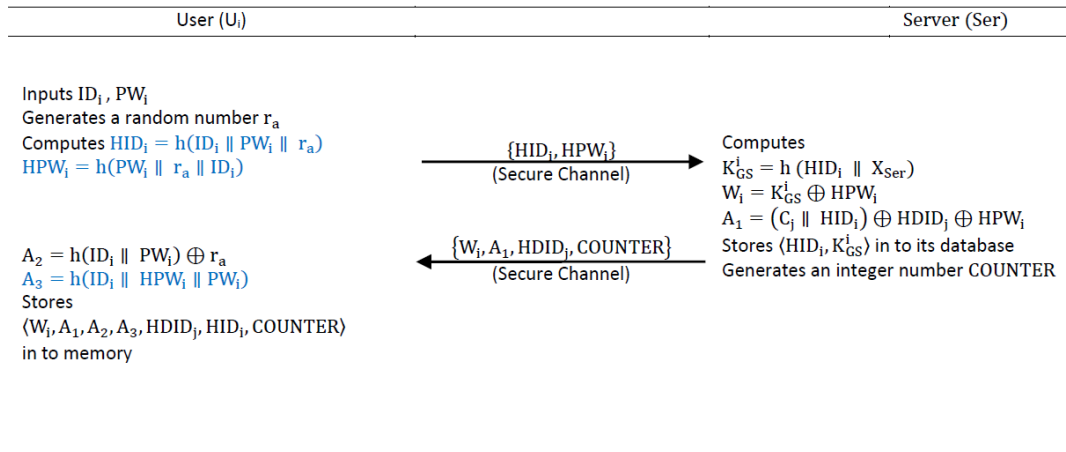 User (Uᵢ)
Server (Ser)
Inputs IDᵢ , PWᵢ
Generates a random number rₐ
Computes HIDᵢ = h(IDᵢ ∥ PWᵢ ∥ rₐ)
HPWᵢ = h(PWᵢ ∥ rₐ ∥ IDᵢ)
{HIDᵢ, HPWᵢ}
(Secure Channel)
Computes
Kⁱ_GS = h (HIDᵢ ∥ X_Ser)
Wᵢ = Kⁱ_GS ⊕ HPWᵢ
A₁ = (Cⱼ ∥ HIDᵢ) ⊕ HDIDⱼ ⊕ HPWᵢ
Stores ⟨HIDᵢ, Kⁱ_GS⟩ in to its database
Generates an integer number COUNTER
{Wᵢ, A₁, HDIDⱼ, COUNTER}
(Secure Channel)
A₂ = h(IDᵢ ∥ PWᵢ) ⊕ rₐ
A₃ = h(IDᵢ ∥ HPWᵢ ∥ PWᵢ)
Stores
⟨Wᵢ, A₁, A₂, A₃, HDIDⱼ, HIDᵢ, COUNTER⟩
in to memory